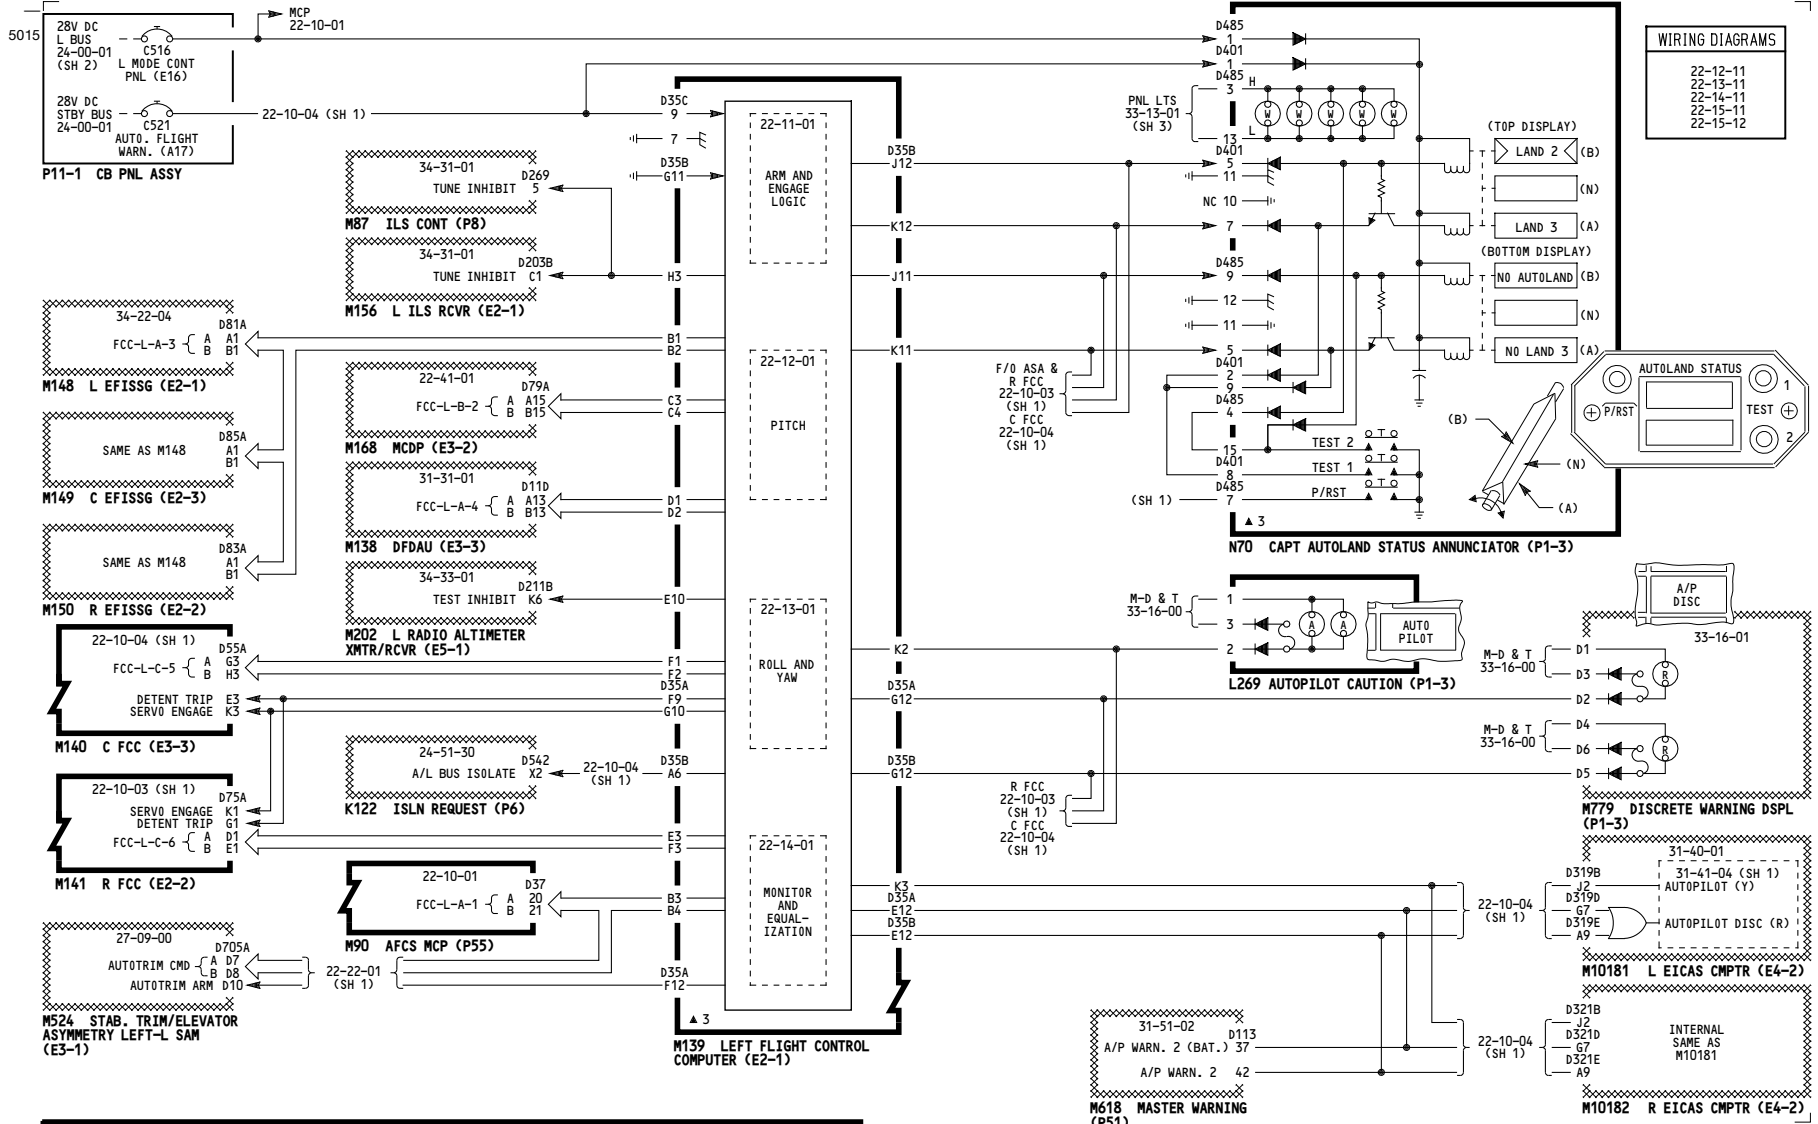 5015
28V DC
L BUS
24-00-01
(SH 2)
C516
L MODE CONT
PNL (E16)
28V DC
STBY BUS
24-00-01
C521
AUTO. FLIGHT
WARN. (A17)
P11-1 CB PNL ASSY
MCP
22-10-01
22-10-04 (SH 1)
34-31-01
D269
TUNE INHIBIT 5
M87 ILS CONT (P8)
34-31-01
D203B
TUNE INHIBIT C1
M156 L ILS RCVR (E2-1)
34-22-04
D81A
FCC-L-A-3 { A A1
B B1
M148 L EFISSG (E2-1)
D85A
SAME AS M148 A1
B1
M149 C EFISSG (E2-3)
D83A
SAME AS M148 A1
B1
M150 R EFISSG (E2-2)
22-41-01
D79A
FCC-L-B-2 { A A15
B B15
M168 MCDP (E3-2)
31-31-01
D11D
FCC-L-A-4 { A A13
B B13
M138 DFDAU (E3-3)
34-33-01
D211B
TEST INHIBIT K6
M202 L RADIO ALTIMETER
XMTR/RCVR (E5-1)
22-10-04 (SH 1)
D55A
FCC-L-C-5 { A G3
B H3
DETENT TRIP E3
SERVO ENGAGE K3
M140 C FCC (E3-3)
24-51-30
D542
A/L BUS ISOLATE X2
22-10-04
(SH 1)
K122 ISLN REQUEST (P6)
22-10-03 (SH 1)
D75A
SERVO ENGAGE K1
DETENT TRIP G1
FCC-L-C-6 { A D1
B E1
M141 R FCC (E2-2)
22-10-01
D37
FCC-L-A-1 { A 20
B 21
M90 AFCS MCP (P55)
27-09-00
D705A
AUTOTRIM CMD { A D7
B D8
AUTOTRIM ARM D10
22-22-01
(SH 1)
M524 STAB. TRIM/ELEVATOR
ASYMMETRY LEFT-L SAM
(E3-1)
D35C
9
7
D35B
G11
H3
B1
B2
C3
C4
D1
D2
E10
F1
F2
D35A
F9
G10
D35B
A6
E3
F3
B3
B4
D35A
F12
22-11-01
ARM AND
ENGAGE
LOGIC
22-12-01
PITCH
22-13-01
ROLL AND
YAW
22-14-01
MONITOR
AND
EQUAL-
IZATION
▲ 3
M139 LEFT FLIGHT CONTROL
COMPUTER (E2-1)
D35B
J12
K12
J11
K11
K2
D35A
G12
D35B
G12
K3
D35A
E12
D35B
E12
F/O ASA &
R FCC
22-10-03
(SH 1)
C FCC
22-10-04
(SH 1)
R FCC
22-10-03
(SH 1)
C FCC
22-10-04
(SH 1)
PNL LTS
33-13-01
(SH 3)
D485
1
D401
1
D485
3 H
W W W W W
13 L
D401
5
11
NC 10
7
D485
9
12
11
5
D401
2
9
D485
4
15
D401
8
D485
(SH 1) 7
TEST 2
TEST 1
P/RST
▲ 3
N70 CAPT AUTOLAND STATUS ANNUNCIATOR (P1-3)
(TOP DISPLAY)
LAND 2 (B)
(N)
LAND 3 (A)
(BOTTOM DISPLAY)
NO AUTOLAND (B)
(N)
NO LAND 3 (A)
WIRING DIAGRAMS
22-12-11
22-13-11
22-14-11
22-15-11
22-15-12
AUTOLAND STATUS
P/RST
1
TEST
2
(B)
(N)
(A)
M-D & T
33-16-00
1
3
2
A A
AUTO
PILOT
L269 AUTOPILOT CAUTION (P1-3)
A/P
DISC
33-16-01
M-D & T
33-16-00
D1
D3
D2
R
M-D & T
33-16-00
D4
D6
D5
R
M779 DISCRETE WARNING DSPL
(P1-3)
31-40-01
31-41-04 (SH 1)
D319B
J2
AUTOPILOT (Y)
D319D
G7
D319E
A9
AUTOPILOT DISC (R)
22-10-04
(SH 1)
M10181 L EICAS CMPTR (E4-2)
D321B
J2
D321D
G7
D321E
A9
INTERNAL
SAME AS
M10181
22-10-04
(SH 1)
M10182 R EICAS CMPTR (E4-2)
31-51-02
D113
A/P WARN. 2 (BAT.) 37
A/P WARN. 2 42
M618 MASTER WARNING
(P51)